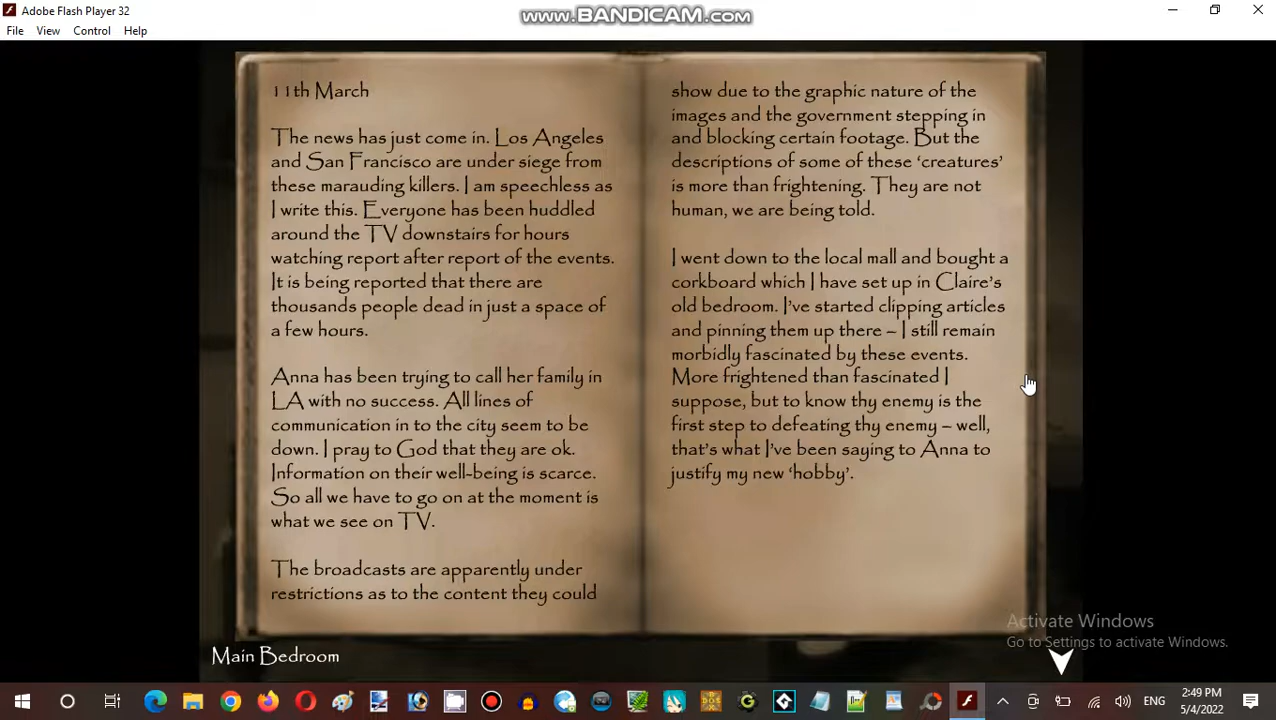 Adobe Flash Player 32
www.BANDICAM.com
File View Control Help
11th March
The news has just come in. Los Angeles
and San Francisco are under siege from
these marauding killers. I am speechless as
I write this. Everyone has been huddled
around the TV downstairs for hours
watching report after report of the events.
It is being reported that there are
thousands people dead in just a space of
a few hours.
Anna has been trying to call her family in
LA with no success. All lines of
communication in to the city seem to be
down. I pray to God that they are ok.
Information on their well-being is scarce.
So all we have to go on at the moment is
what we see on TV.
The broadcasts are apparently under
restrictions as to the content they could
show due to the graphic nature of the
images and the government stepping in
and blocking certain footage. But the
descriptions of some of these ‘creatures’
is more than frightening. They are not
human, we are being told.
I went down to the local mall and bought a
corkboard which I have set up in Claire’s
old bedroom. I’ve started clipping articles
and pinning them up there – I still remain
morbidly fascinated by these events.
More frightened than fascinated I
suppose, but to know thy enemy is the
first step to defeating thy enemy – well,
that’s what I’ve been saying to Anna to
justify my new ‘hobby’.
Activate Windows
Go to Settings to activate Windows.
Main Bedroom
ENG
2:49 PM
5/4/2022